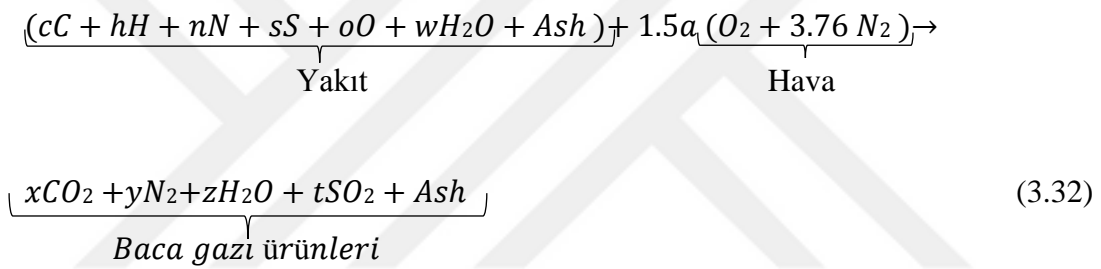 (cC + hH + nN + sS + oO + wH₂O + Ash )+ 1.5a (O₂ + 3.76 N₂ )→
Yakıt Hava
xCO₂ +yN₂+zH₂O + tSO₂ + Ash (3.32)
Baca gazi ürünleri